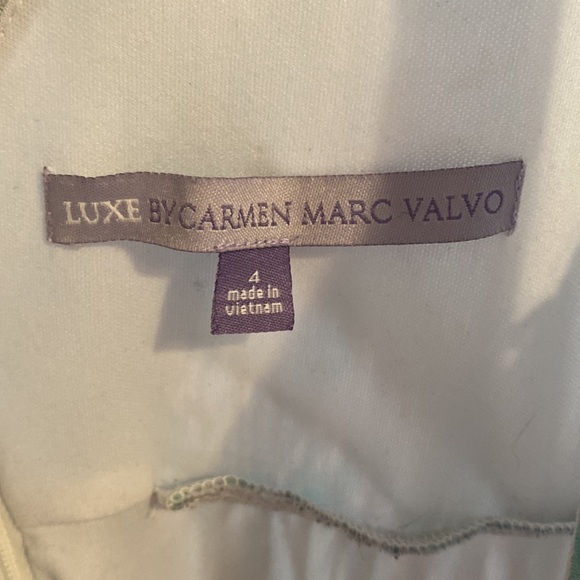 LUXE BY CARMEN MARC VALVO
4
made in
vietnam